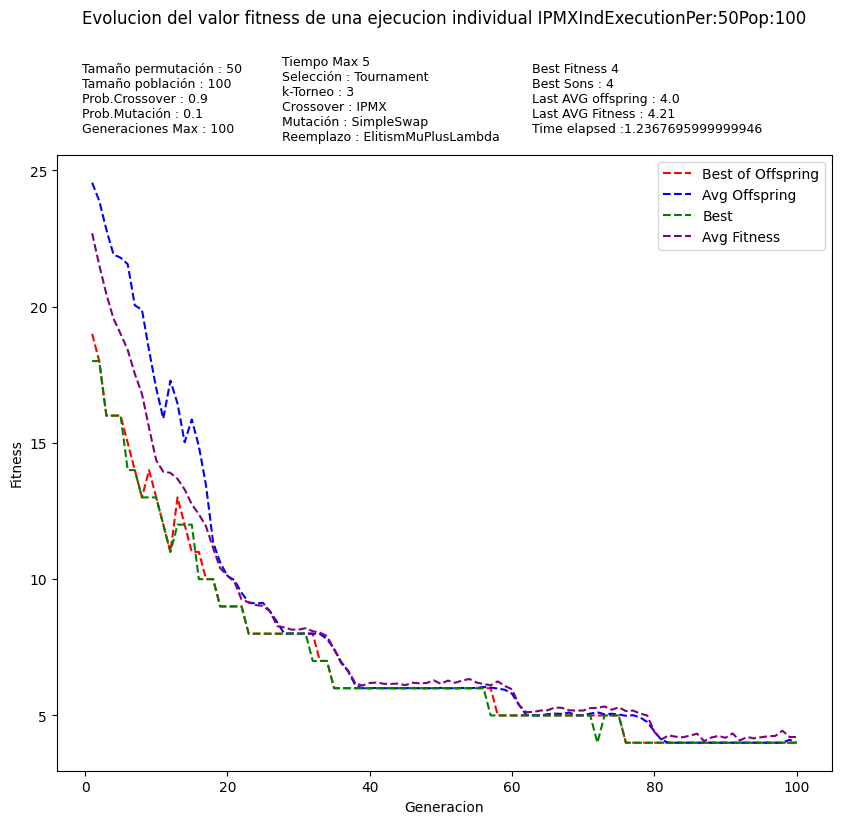 Evolucion del valor fitness de una ejecucion individual IPMXIndExecutionPer:50Pop:100
Tamaño permutación : 50
Tamaño población : 100
Prob.Crossover : 0.9
Prob.Mutación : 0.1
Generaciones Max : 100
Tiempo Max 5
Selección : Tournament
k-Torneo : 3
Crossover : IPMX
Mutación : SimpleSwap
Reemplazo : ElitismMuPlusLambda
Best Fitness 4
Best Sons : 4
Last AVG offspring : 4.0
Last AVG Fitness : 4.21
Time elapsed :1.2367695999999946
Best of Offspring
Avg Offspring
Best
Avg Fitness
25
20
15
10
5
Fitness
0
20
40
60
80
100
Generacion